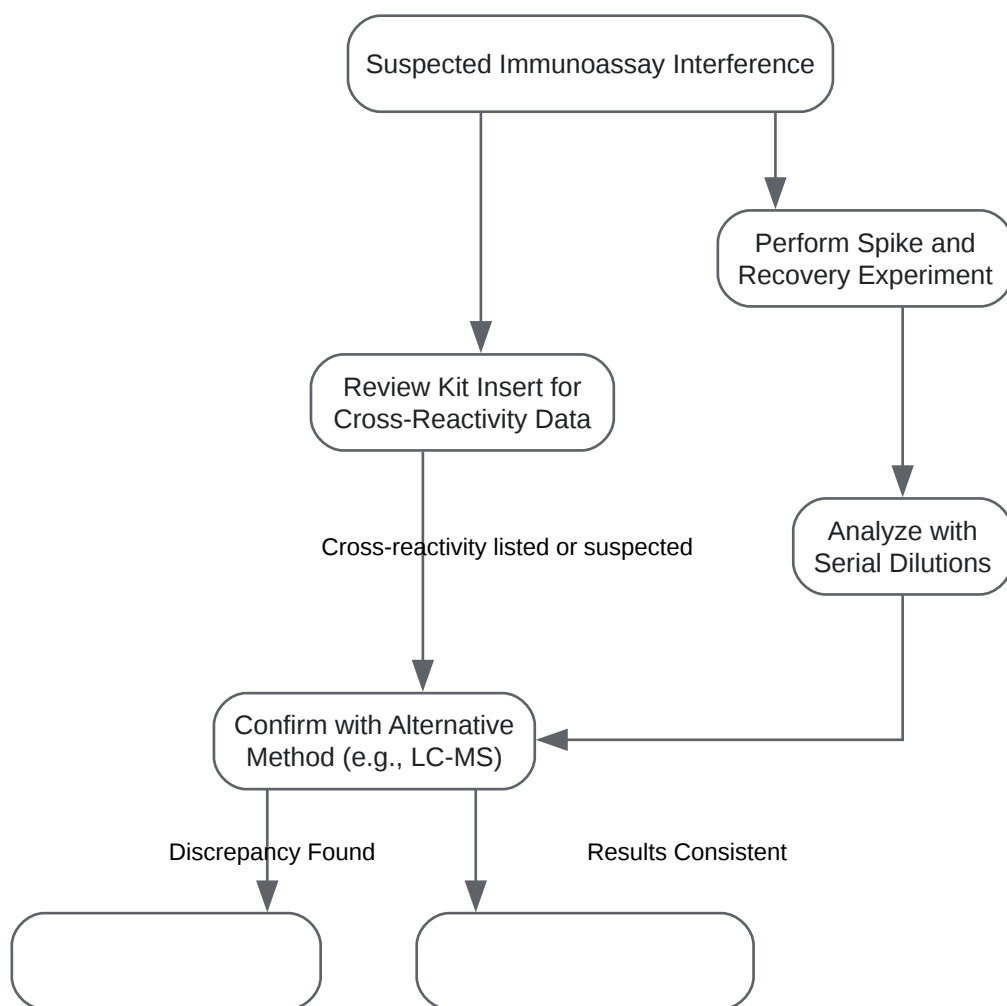 Suspected Immunoassay Interference
Perform Spike and
Recovery Experiment
Review Kit Insert for
Cross-Reactivity Data
Cross-reactivity listed or suspected
Analyze with
Serial Dilutions
Confirm with Alternative
Method (e.g., LC-MS)
Discrepancy Found
Results Consistent